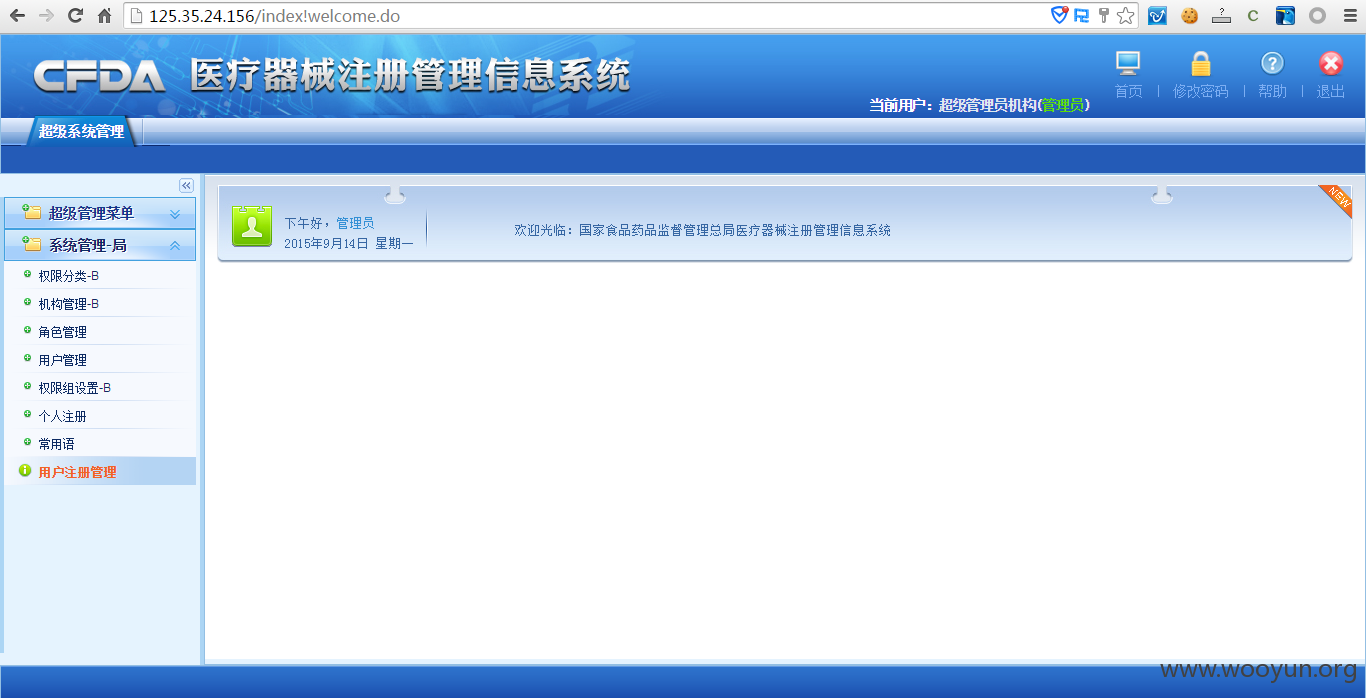 125.35.24.156/index!welcome.do
CFDA 医疗器械注册管理信息系统
首页 | 修改密码 | 帮助 | 退出
当前用户：超级管理员机构(管理员)
超级系统管理
超级管理菜单
系统管理-局
权限分类-B
机构管理-B
角色管理
用户管理
权限组设置-B
个人注册
常用语
用户注册管理
下午好，管理员
2015年9月14日 星期一
欢迎光临：国家食品药品监督管理总局医疗器械注册管理信息系统
NEW
www.wooyun.org